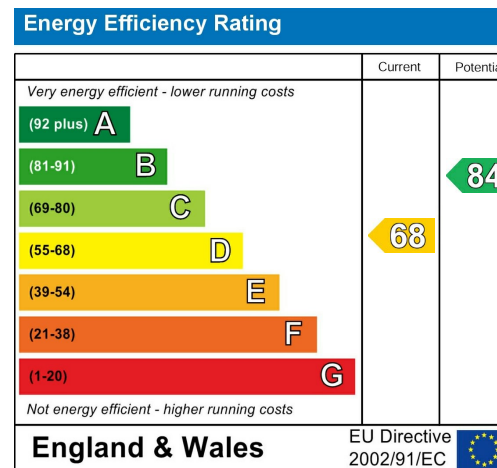 Energy Efficiency Rating
Current
Very energy efficient - lower running costs
(92 plus) A
(81-91) B
84
(69-80) C
(55-68) D
68
(39-54) E
(21-38) F
(1-20) G
Not energy efficient - higher running costs
England & Wales
EU Directive
2002/91/EC